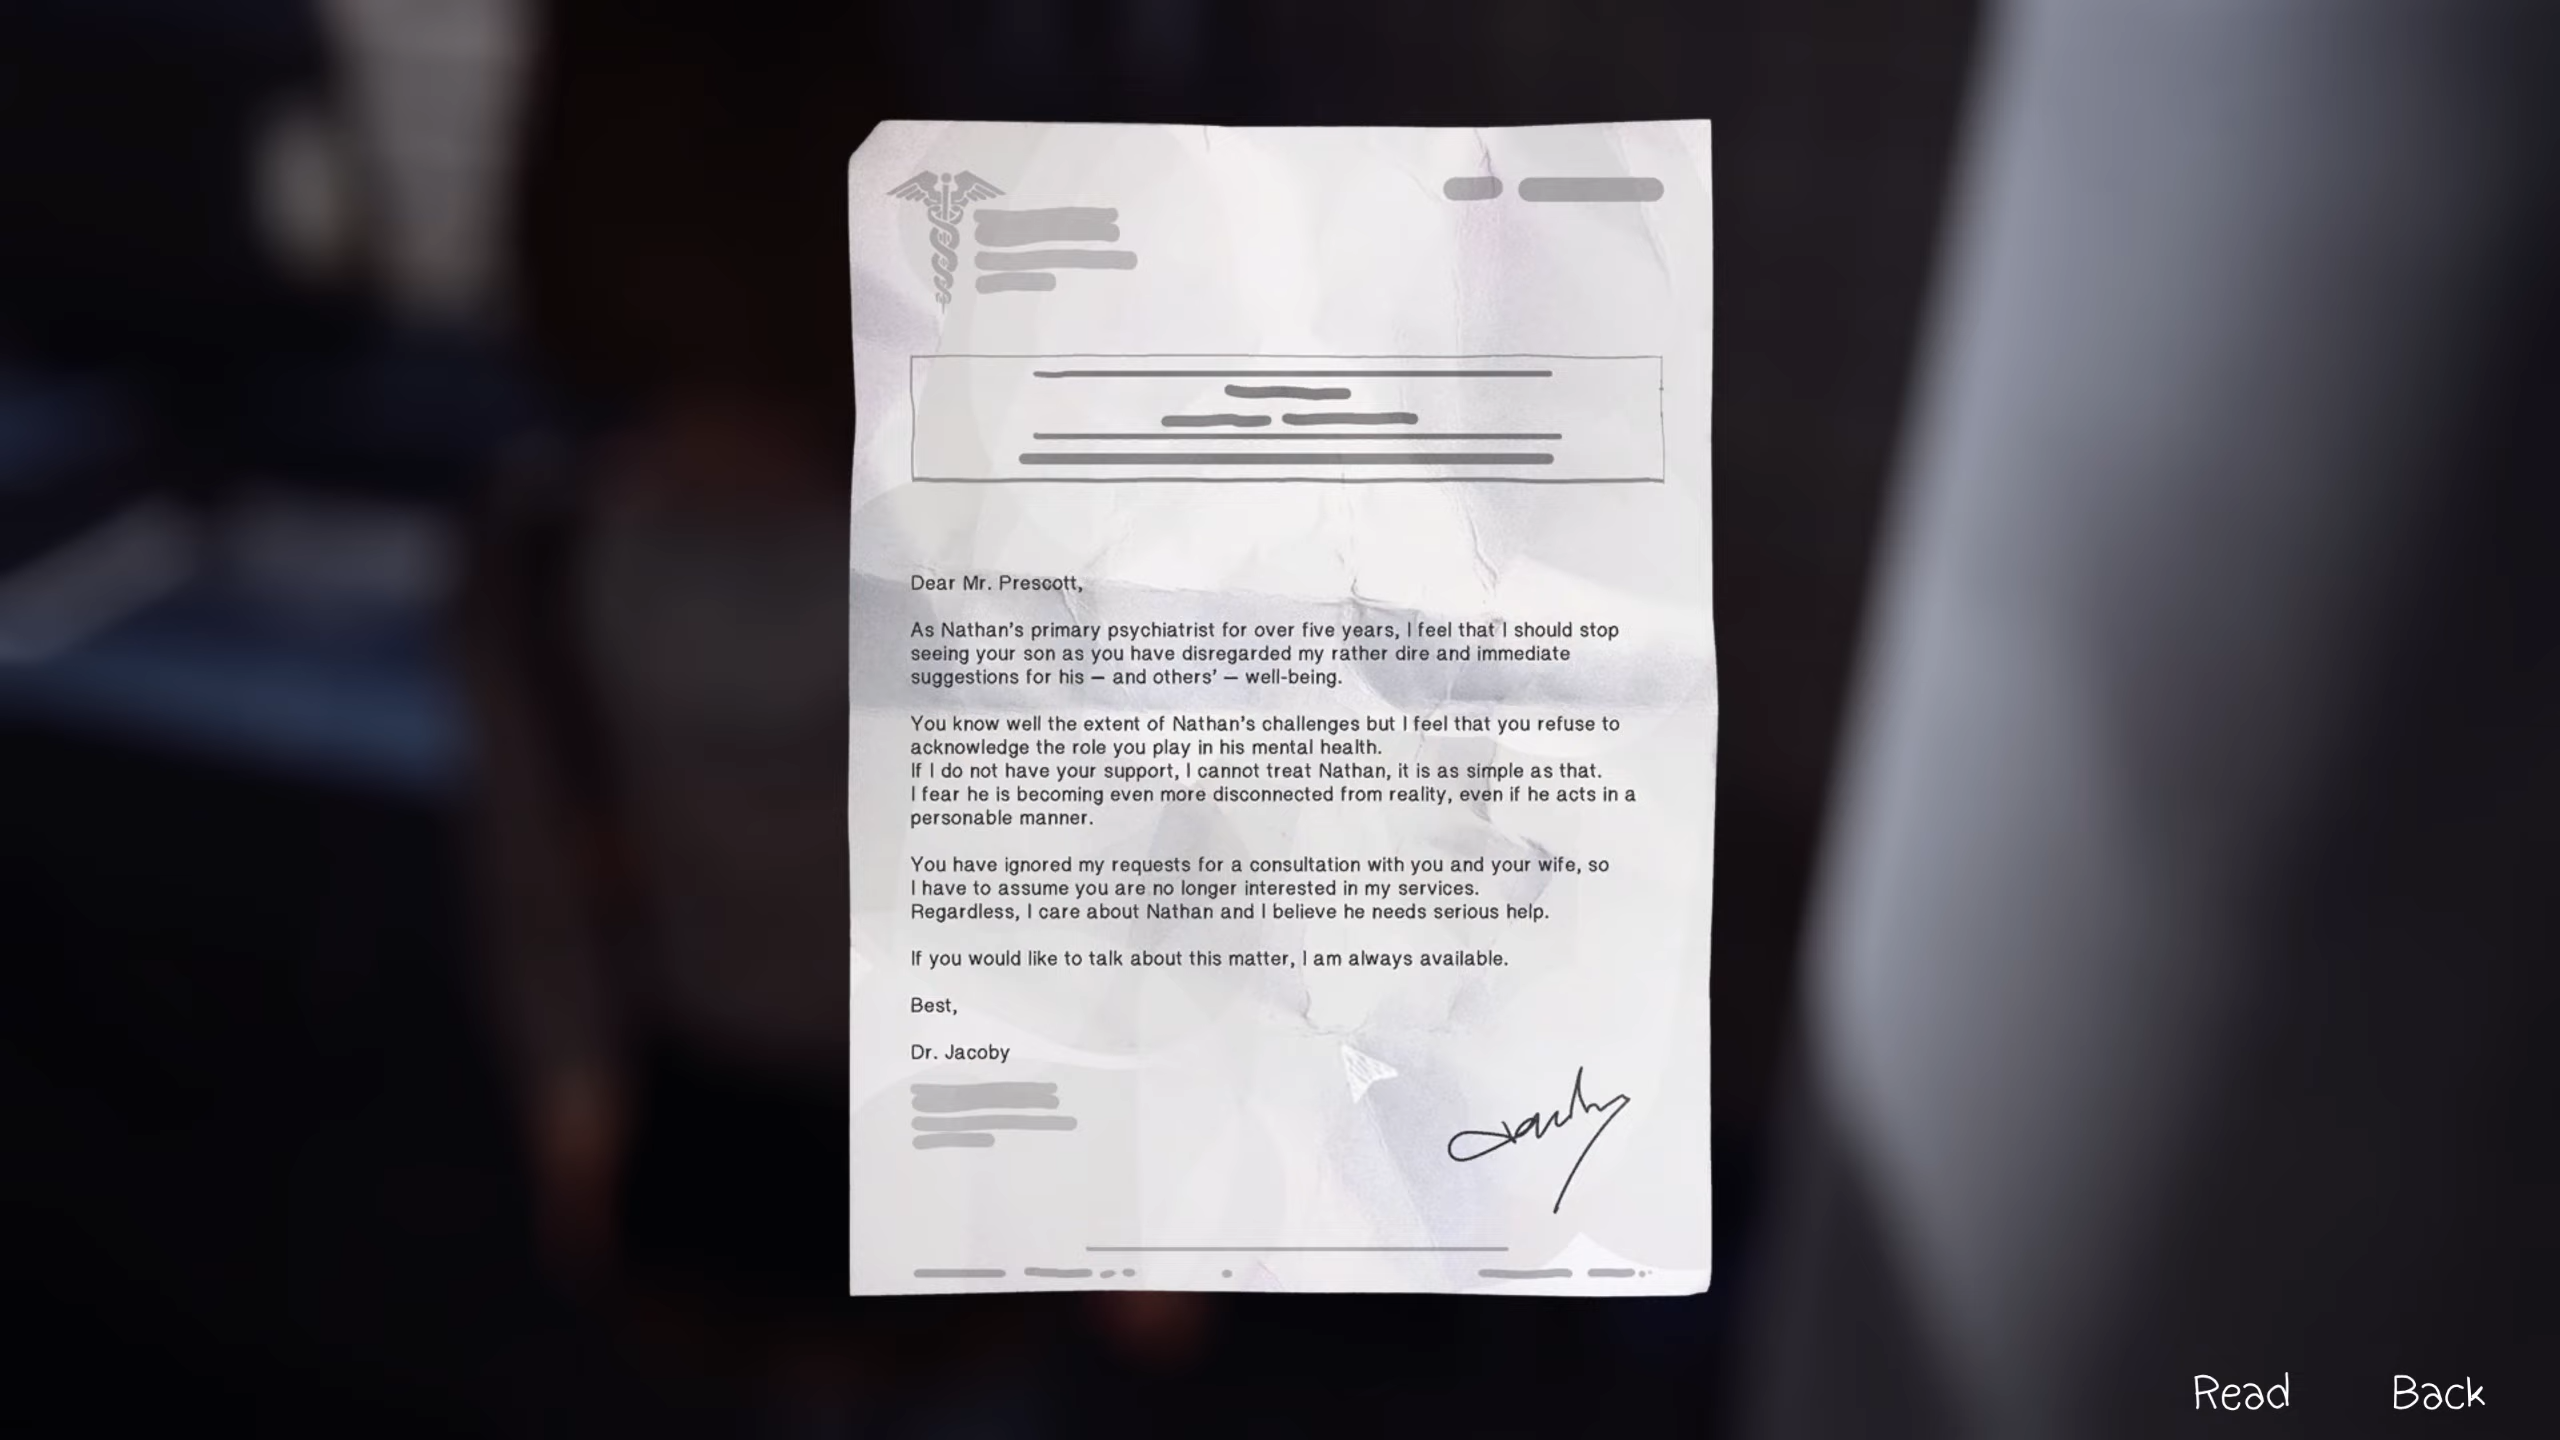 Dear Mr. Prescott,
As Nathan's primary psychiatrist for over five years, I feel that I should stop
seeing your son as you have disregarded my rather dire and immediate
suggestions for his – and others' – well-being.
You know well the extent of Nathan's challenges but I feel that you refuse to
acknowledge the role you play in his mental health.
If I do not have your support, I cannot treat Nathan, it is as simple as that.
I fear he is becoming even more disconnected from reality, even if he acts in a
personable manner.
You have ignored my requests for a consultation with you and your wife, so
I have to assume you are no longer interested in my services.
Regardless, I care about Nathan and I believe he needs serious help.
If you would like to talk about this matter, I am always available.
Best,
Dr. Jacoby
Read Back